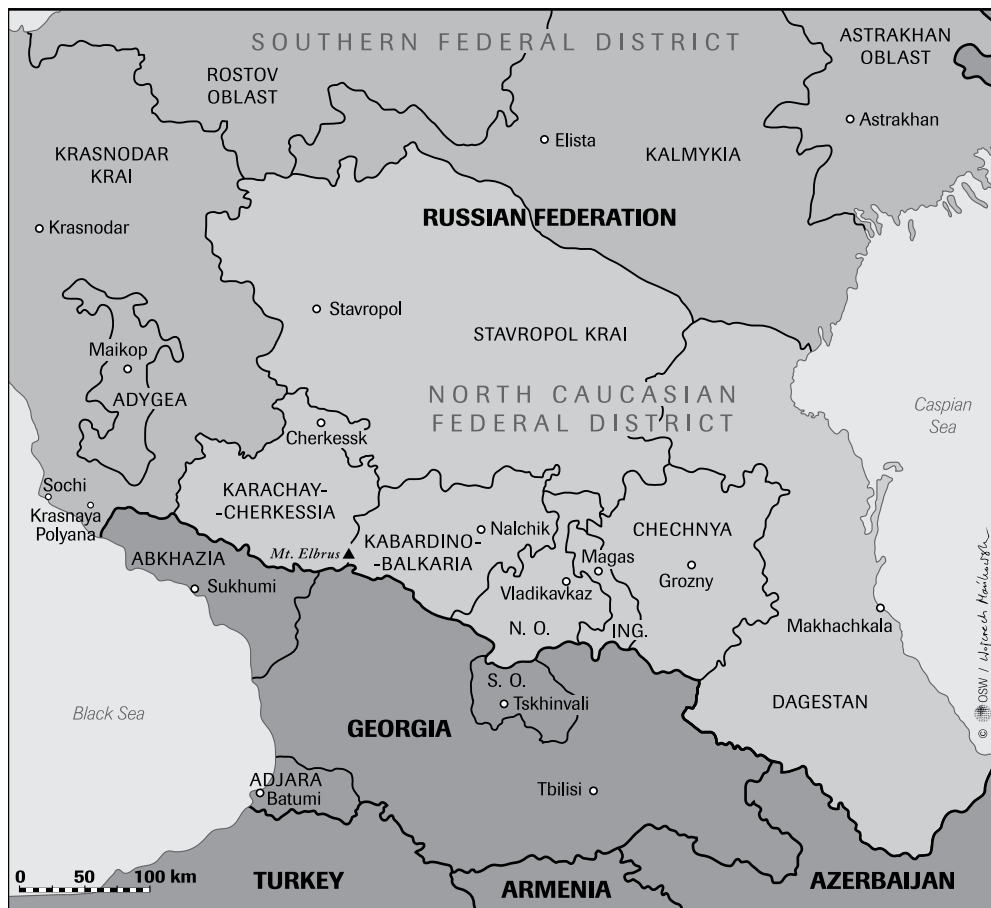 SOUTHERN FEDERAL DISTRICT
ASTRAKHAN
OBLAST
ROSTOV
OBLAST
Astrakhan
Elista
KRASNODAR
KRAI
KALMYKIA
RUSSIAN FEDERATION
Krasnodar
Stavropol
STAVROPOL KRAI
Maikop
ADYGEA
NORTH CAUCASIAN
FEDERAL DISTRICT
Caspian
Sea
Cherkessk
Sochi
Krasnaya
Polyana
KARACHAY-
-CHERKESSIA
KABARDINO-
-BALKARIA
Nalchik
CHECHNYA
Mt. Elbrus
ABKHAZIA
Sukhumi
Magas
Grozny
Vladikavkaz
N. O.
ING.
Makhachkala
S. O.
Tskhinvali
DAGESTAN
Black Sea
GEORGIA
ADJARA
Batumi
Tbilisi
0 50 100 km
TURKEY
ARMENIA
AZERBAIJAN
© OSW / Wojciech Mańkowski